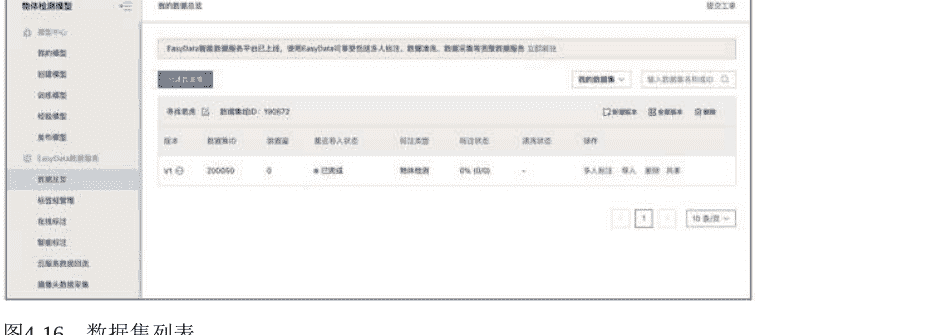 物体检测模型
我的数据总览
提交工单
模型中心
EasyData智能数据服务平台已上线，使用EasyData可享受包括多人标注、数据清洗、数据采集等完整数据服务 立即前往
我的模型
创建模型
我的数据集
输入数据集名称或ID
训练模型
校验模型
数据集组ID：190672
新增版本 全部版本 删除
发布模型
版本 数据集ID 数据量 最近导入状态 标注类型 标注状态 清洗状态 操作
EasyData数据服务
V1 200050 0 已完成 物体检测 0% (0/0) - 多人标注 导入 删除 共享
数据总览
标签组管理
1
10 条/页
在线标注
智能标注
云服务数据回流
摄像头数据采集
图4.16 数据集列表